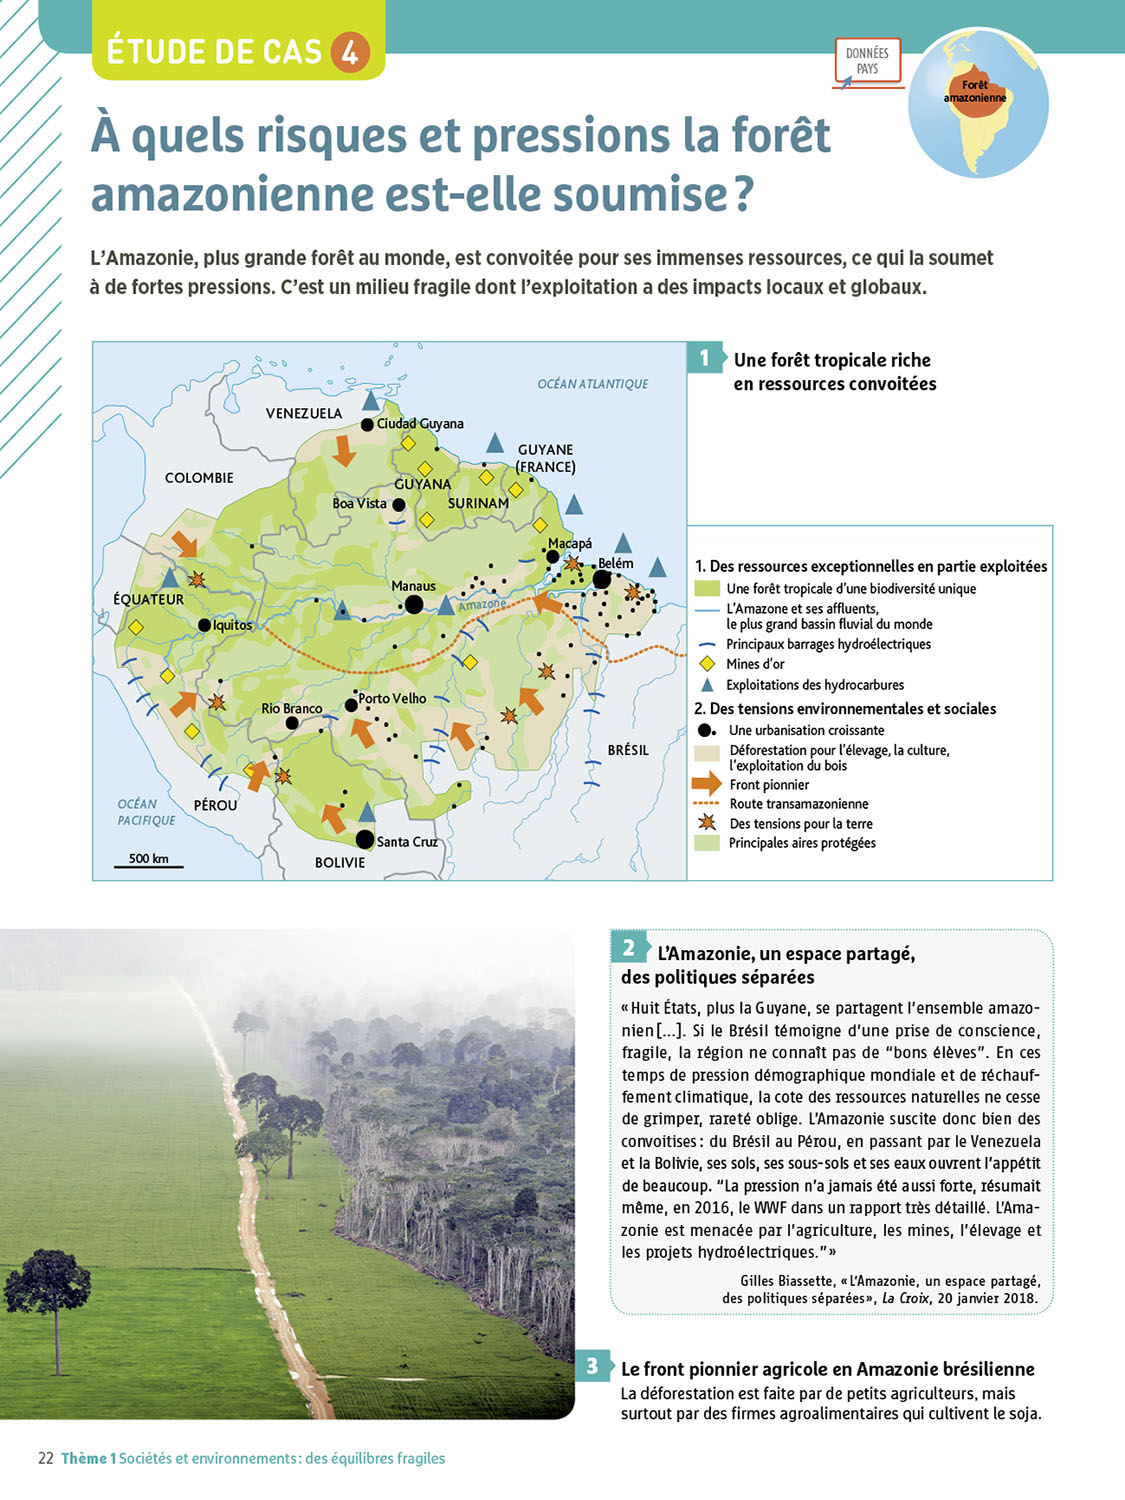 ÉTUDE DE CAS 4
DONNÉES
PAYS
Forêt
amazonienne
À quels risques et pressions la forêt
amazonienne est-elle soumise ?
L’Amazonie, plus grande forêt au monde, est convoitée pour ses immenses ressources, ce qui la soumet
à de fortes pressions. C’est un milieu fragile dont l’exploitation a des impacts locaux et globaux.
1 Une forêt tropicale riche
en ressources convoitées
OCÉAN ATLANTIQUE
VENEZUELA
Ciudad Guyana
GUYANE
(FRANCE)
COLOMBIE
GUYANA
Boa Vista
SURINAM
Macapá
Belém
Manaus
Amazone
ÉQUATEUR
Iquitos
Porto Velho
Rio Branco
BRÉSIL
PÉROU
OCÉAN
PACIFIQUE
Santa Cruz
BOLIVIE
500 km
1. Des ressources exceptionnelles en partie exploitées
Une forêt tropicale d’une biodiversité unique
L’Amazone et ses affluents,
le plus grand bassin fluvial du monde
Principaux barrages hydroélectriques
Mines d’or
Exploitations des hydrocarbures
2. Des tensions environnementales et sociales
Une urbanisation croissante
Déforestation pour l’élevage, la culture,
l’exploitation du bois
Front pionnier
Route transamazonienne
Des tensions pour la terre
Principales aires protégées
2 L’Amazonie, un espace partagé,
des politiques séparées
« Huit États, plus la Guyane, se partagent l’ensemble amazo-
nien [...]. Si le Brésil témoigne d’une prise de conscience,
fragile, la région ne connaît pas de “bons élèves”. En ces
temps de pression démographique mondiale et de réchauf-
fement climatique, la cote des ressources naturelles ne cesse
de grimper, rareté oblige. L’Amazonie suscite donc bien des
convoitises : du Brésil au Pérou, en passant par le Venezuela
et la Bolivie, ses sols, ses sous-sols et ses eaux ouvrent l’appétit
de beaucoup. “La pression n’a jamais été aussi forte, résumait
même, en 2016, le WWF dans un rapport très détaillé. L’Ama-
zonie est menacée par l’agriculture, les mines, l’élevage et
les projets hydroélectriques.” »
Gilles Biassette, « L’Amazonie, un espace partagé,
des politiques séparées », La Croix, 20 janvier 2018.
3 Le front pionnier agricole en Amazonie brésilienne
La déforestation est faite par de petits agriculteurs, mais
surtout par des firmes agroalimentaires qui cultivent le soja.
22 Thème 1 Sociétés et environnements : des équilibres fragiles